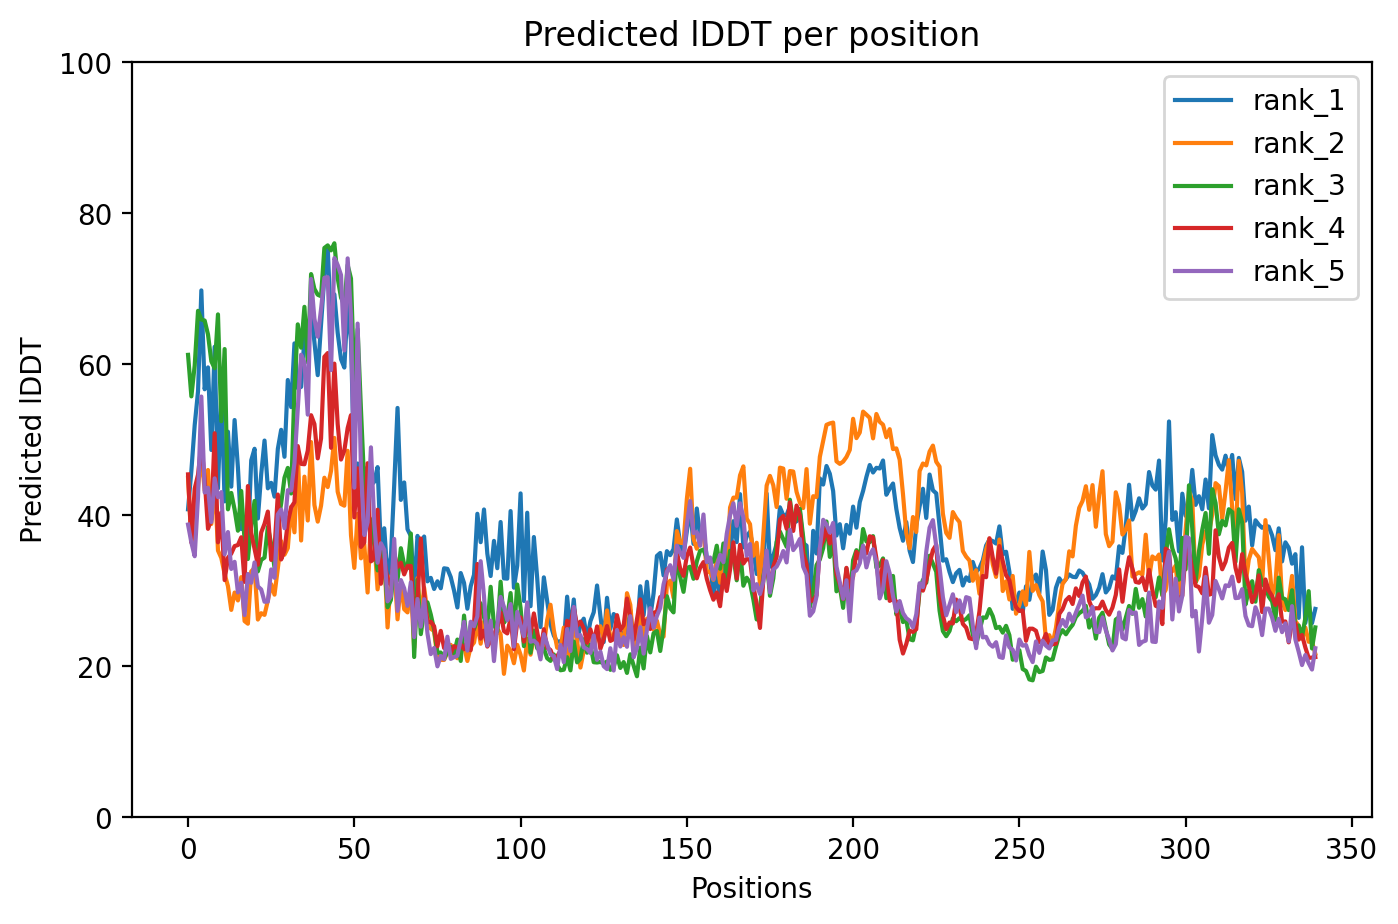 Predicted lDDT per position
100
80
60
40
20
0
Predicted lDDT
rank_1
rank_2
rank_3
rank_4
rank_5
0 50 100 150 200 250 300 350
Positions